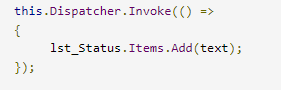 this.Dispatcher.Invoke(() =>
{
    lst_Status.Items.Add(text);
});